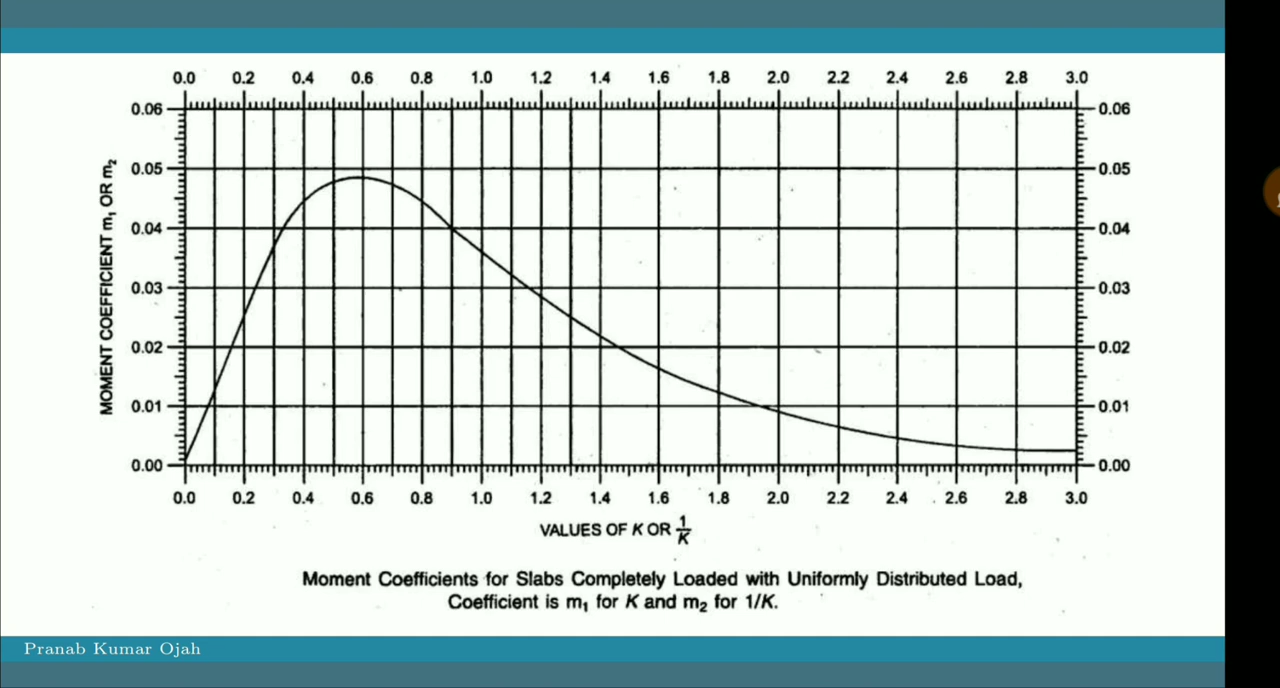 0.0 0.2 0.4 0.6 0.8 1.0 1.2 1.4 1.6 1.8 2.0 2.2 2.4 2.6 2.8 3.0
0.06 0.06
0.05 0.05
0.04 0.04
0.03 0.03
0.02 0.02
0.01 0.01
0.00 0.00
MOMENT COEFFICIENT m₁ OR m₂
0.0 0.2 0.4 0.6 0.8 1.0 1.2 1.4 1.6 1.8 2.0 2.2 2.4 2.6 2.8 3.0
VALUES OF K OR 1/K
Moment Coefficients for Slabs Completely Loaded with Uniformly Distributed Load,
Coefficient is m₁ for K and m₂ for 1/K.
Pranab Kumar Ojah